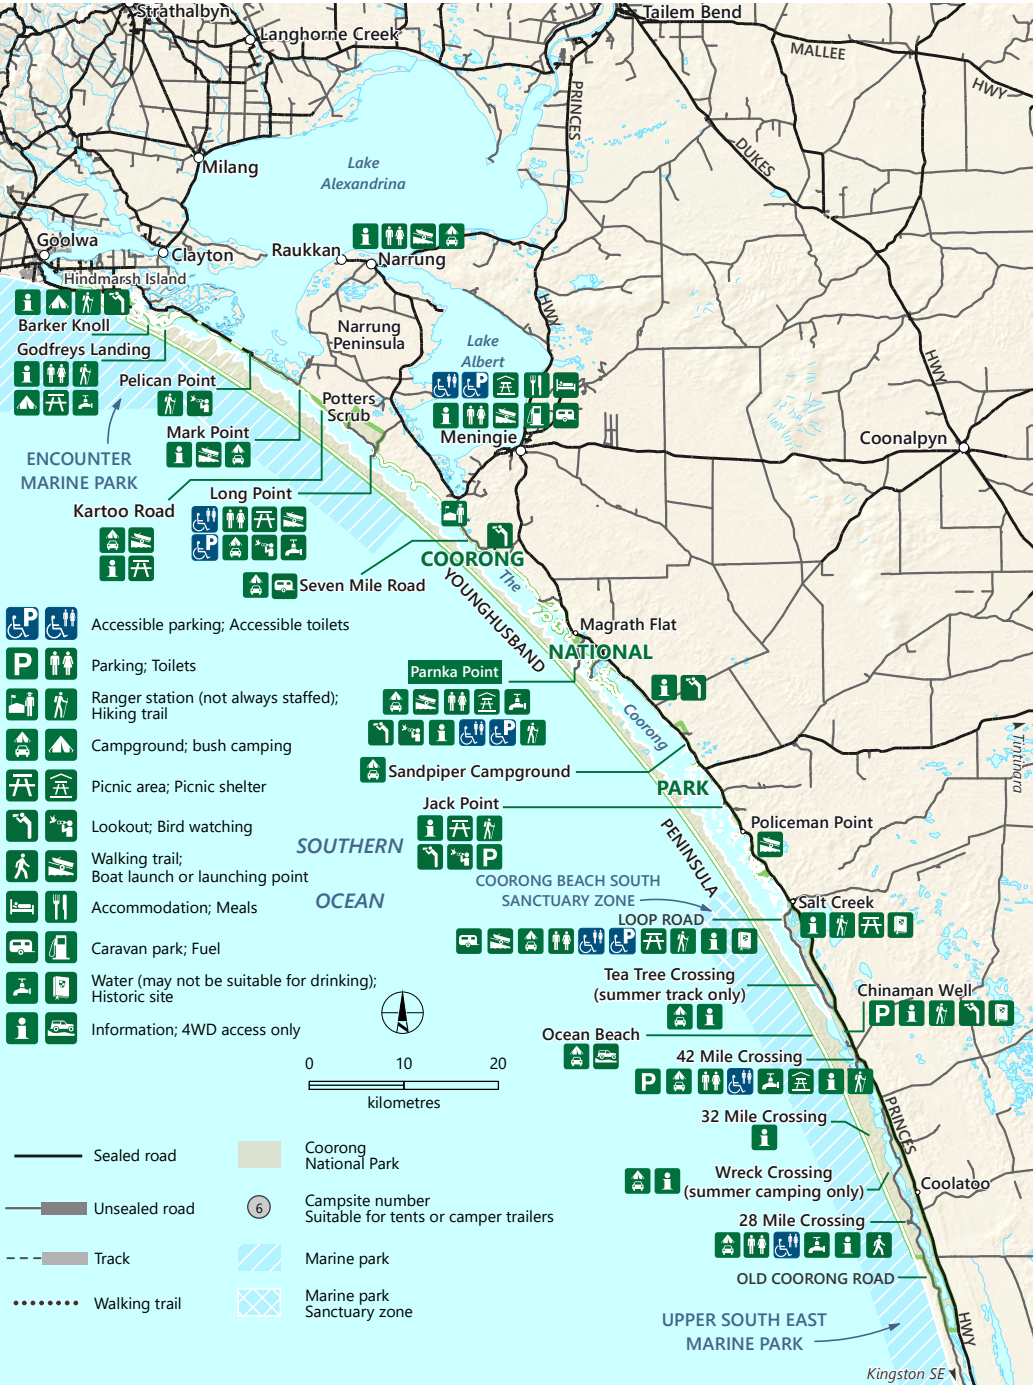 Strathalbyn
Langhorne Creek
Tailem Bend
MALLEE
HWY
PRINCES
DUKES
Lake
Alexandrina
Milang
Goolwa
Clayton
Raukkan
Narrung
Hindmarsh Island
HWY
Barker Knoll
Narrung
Peninsula
Lake
Albert
Godfreys Landing
HWY
Pelican Point
P
Potters
Scrub
Mark Point
Meningie
Coonalpyn
ENCOUNTER
MARINE PARK
Long Point
Kartoo Road
P
COORONG
Seven Mile Road
The
YOUNGHUSBAND
P
Accessible parking; Accessible toilets
Magrath Flat
NATIONAL
P
Parking; Toilets
Parnka Point
Ranger station (not always staffed);
Hiking trail
P
Coorong
Campground; bush camping
Tintinara
Sandpiper Campground
Picnic area; Picnic shelter
PARK
Jack Point
Lookout; Bird watching
P
Policeman Point
SOUTHERN
OCEAN
PENINSULA
Walking trail;
Boat launch or launching point
COORONG BEACH SOUTH
SANCTUARY ZONE
Accommodation; Meals
Salt Creek
LOOP ROAD
P
Caravan park; Fuel
Tea Tree Crossing
(summer track only)
Water (may not be suitable for drinking);
Historic site
Chinaman Well
P
Information; 4WD access only
Ocean Beach
42 Mile Crossing
P
0
10
20
kilometres
PRINCES
32 Mile Crossing
Sealed road
Coorong
National Park
Wreck Crossing
(summer camping only)
Coolatoo
Unsealed road
6
Campsite number
Suitable for tents or camper trailers
28 Mile Crossing
Track
Marine park
OLD COORONG ROAD
Walking trail
Marine park
Sanctuary zone
UPPER SOUTH EAST
MARINE PARK
HWY
Kingston SE